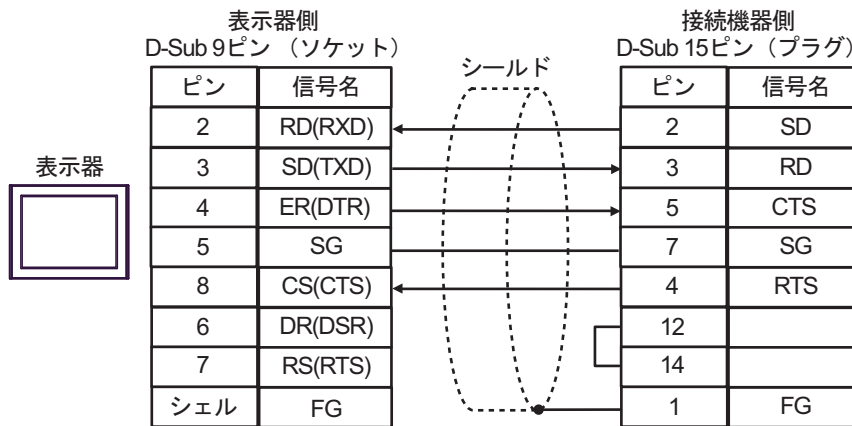 表示器側
D-Sub 9ピン （ソケット）
接続機器側
D-Sub 15ピン（プラグ）
シールド
表示器
ピン 信号名 ピン 信号名
2 RD(RXD) 2 SD
3 SD(TXD) 3 RD
4 ER(DTR) 5 CTS
5 SG 7 SG
8 CS(CTS) 4 RTS
6 DR(DSR) 12
7 RS(RTS) 14
シェル FG 1 FG